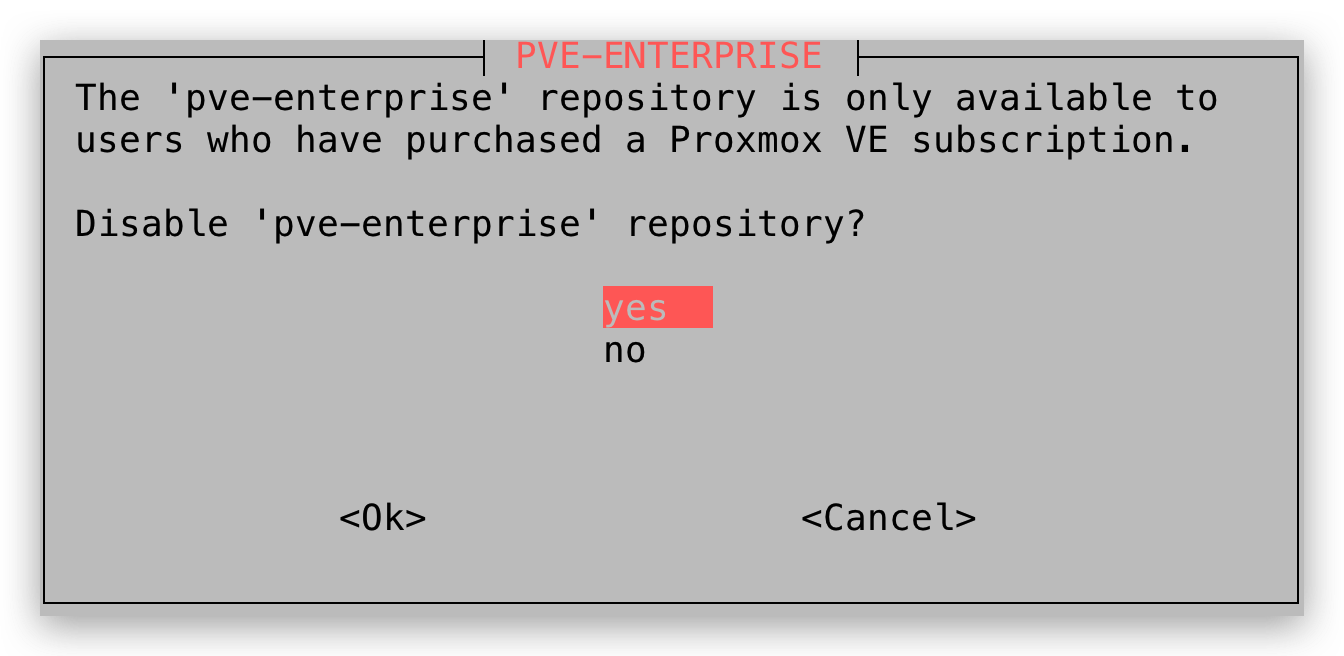 PVE-ENTERPRISE
The 'pve-enterprise' repository is only available to
users who have purchased a Proxmox VE subscription.
Disable 'pve-enterprise' repository?
yes
no
<Ok> <Cancel>